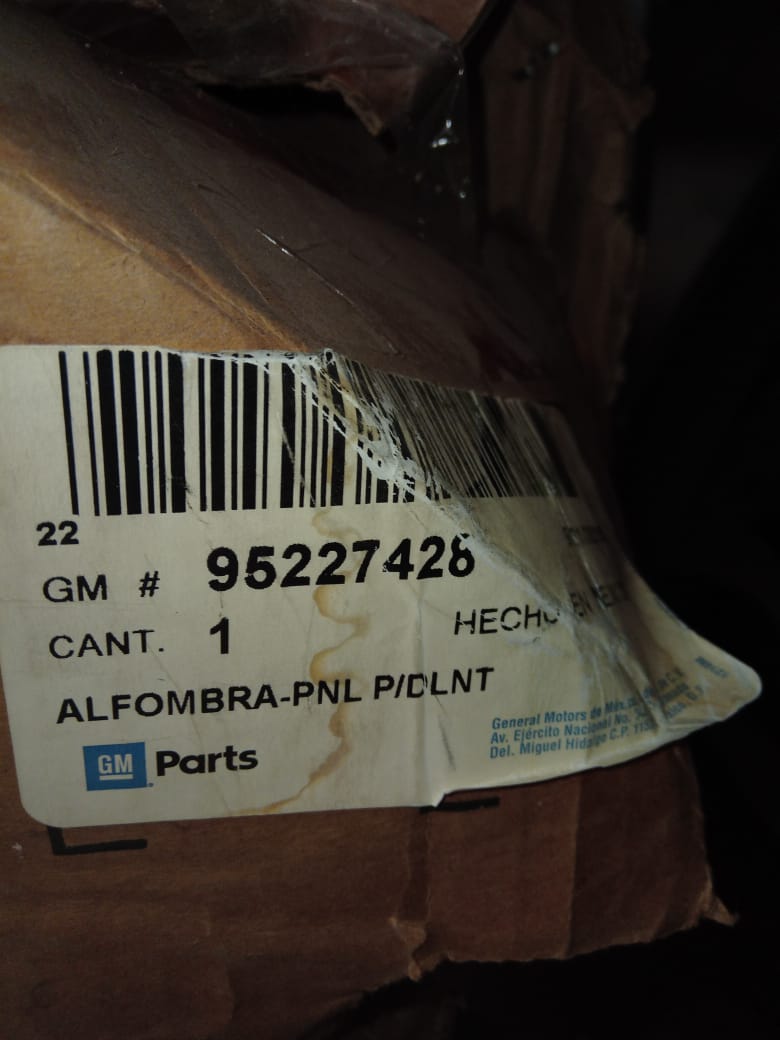 22
GM # 95227428
CANT. 1
HECHO EN
ALFOMBRA-PNL P/DLNT
GM Parts
General Motors de
Av. Ejército Nacional No.
Del. Miguel Hidalgo C.P.